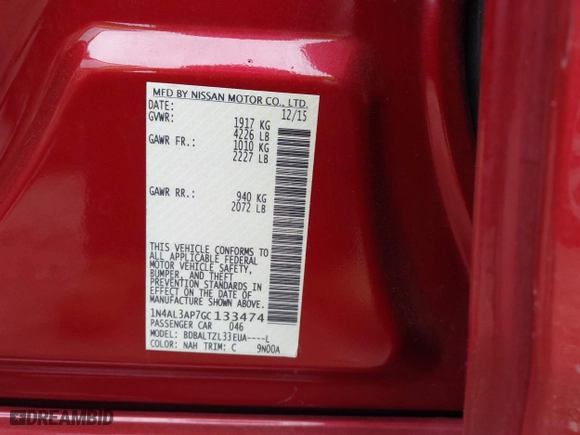 MFD BY NISSAN MOTOR CO., LTD.
DATE: 12/15
GVWR: 1917 KG
4226 LB
GAWR FR.: 1010 KG
2227 LB
GAWR RR.: 940 KG
2072 LB
THIS VEHICLE CONFORMS TO
ALL APPLICABLE FEDERAL
MOTOR VEHICLE SAFETY,
BUMPER, AND THEFT
PREVENTION STANDARDS IN
EFFECT ON THE DATE OF
MANUFACTURE SHOWN ABOVE.
1N4AL3AP7GC133474
PASSENGER CAR 046
MODEL: BDBALTZL33EUA----L
COLOR: NAH TRIM: C 9N00A
DREAMBID